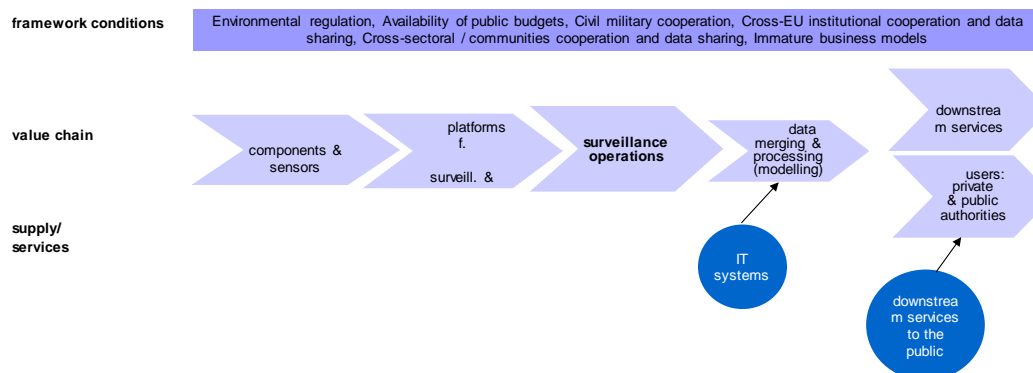 framework conditions
Environmental regulation, Availability of public budgets, Civil military cooperation, Cross-EU institutional cooperation and data
sharing, Cross-sectoral / communities cooperation and data sharing, Immature business models
value chain
components &
sensors
platforms
f.
surveill. &
surveillance
operations
data
merging &
processing
(modelling)
downstrea
m services
users:
private
& public
authorities
supply/
services
IT
systems
downstrea
m services
to the
public